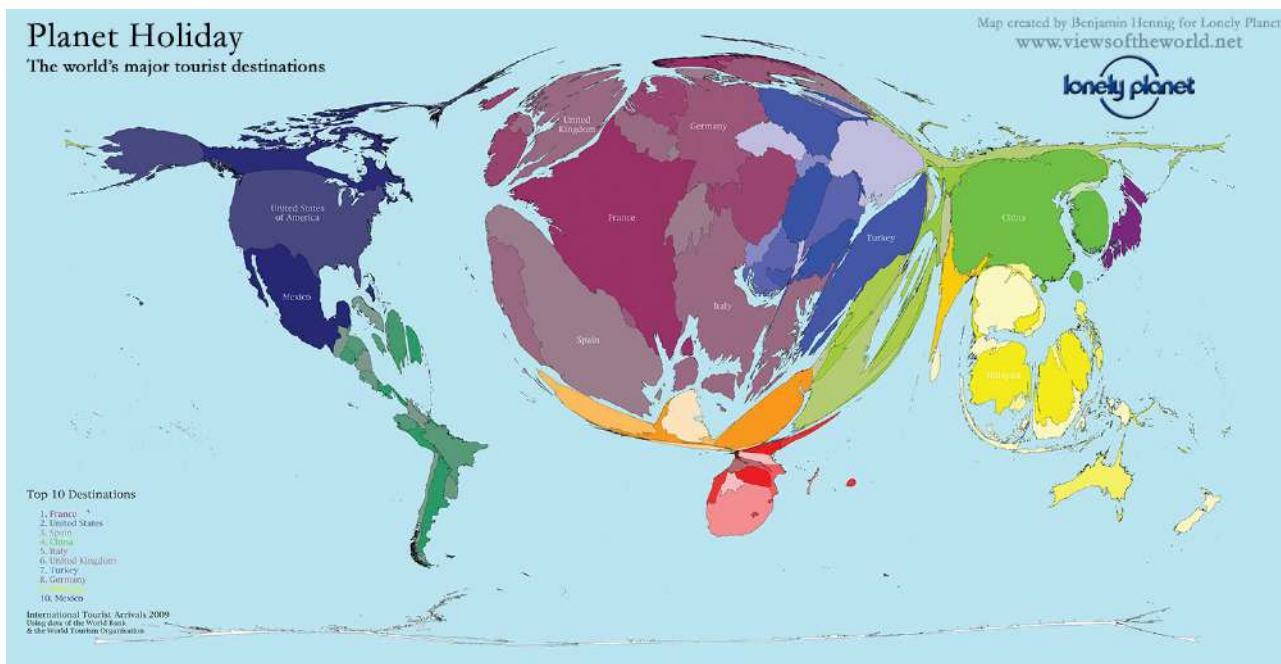 Planet Holiday
The world's major tourist destinations
Map created by Benjamin Hennig for Lonely Planet
www.viewsoftheworld.net
lonely planet
United
Kingdom
Germany
United States
of America
France
China
Turkey
Mexico
Italy
Spain
Malaysia
Top 10 Destinations
1. France
2. United States
3. Spain
4. China
5. Italy
6. United Kingdom
7. Turkey
8. Germany
10. Mexico
International Tourist Arrivals 2009
Using data of the World Bank
& the World Tourism Organisation